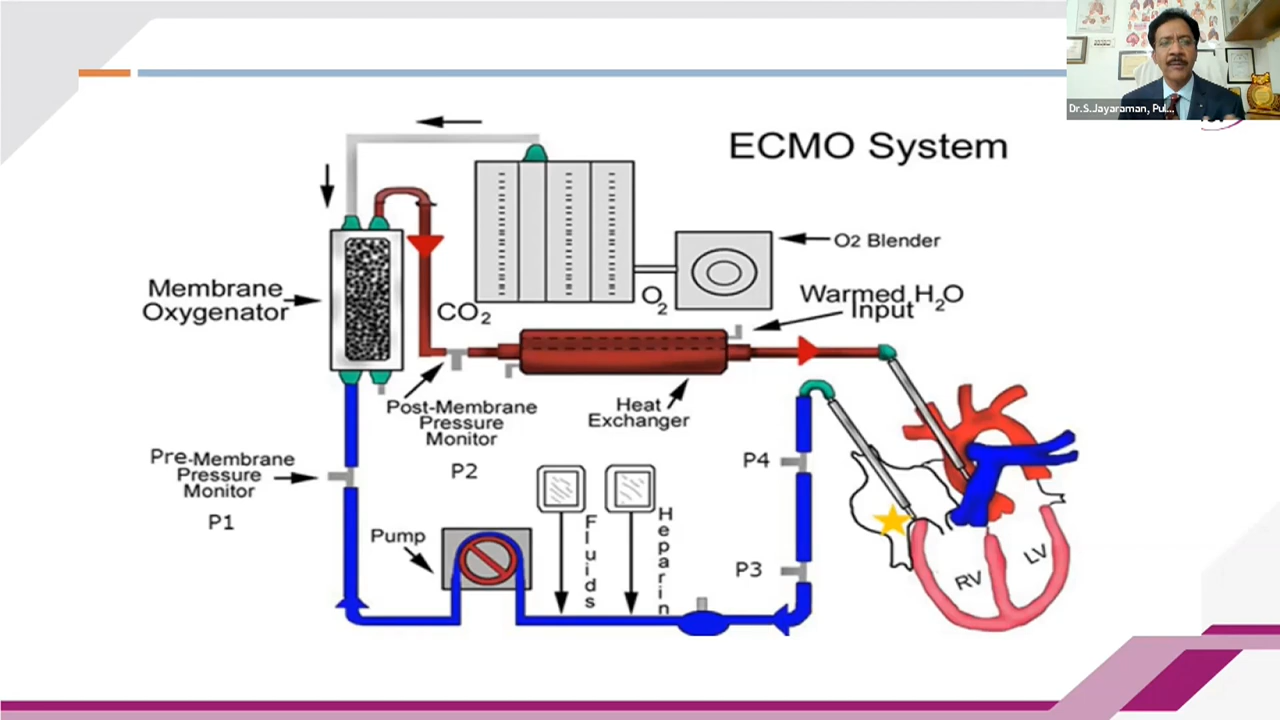 Dr.S.Jayaraman, Pul...
ECMO System
O2 Blender
Membrane
Oxygenator
CO2
O2
Warmed H2O
Input
Post-Membrane
Pressure
Monitor
P2
Heat
Exchanger
Pre-Membrane
Pressure
Monitor
P1
P4
P3
Pump
Fluids
Heparin
RV
LV